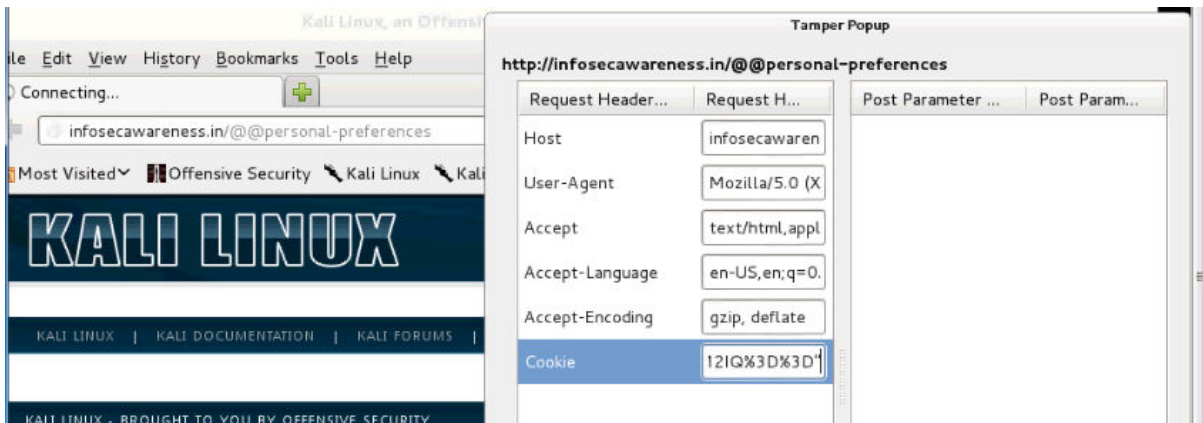 Kali Linux, an Offensi
Tamper Popup
ile Edit View History Bookmarks Tools Help
http://infosecawareness.in/@@personal-preferences
Connecting...
Request Header... Request H... Post Parameter ... Post Param...
infosecawareness.in/@@personal-preferences
Host infosecawaren
Most Visited Offensive Security Kali Linux Kali
User-Agent Mozilla/5.0 (X
KALI LINUX
Accept text/html,appl
Accept-Language en-US,en;q=0.
Accept-Encoding gzip, deflate
KALI LINUX | KALI DOCUMENTATION | KALI FORUMS |
Cookie 12IQ%3D%3D"
KALI LINUX - BROUGHT TO YOU BY OFFENSIVE SECURITY